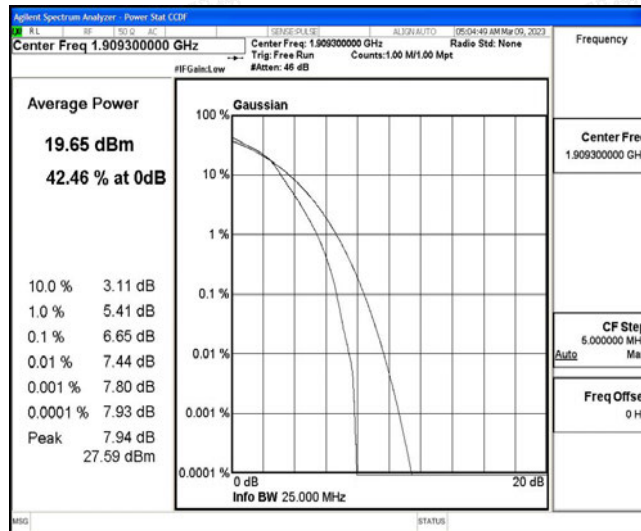 Agilent Spectrum Analyzer - Power Stat CCDF
RL RF 50 Ω AC SENSE:PULSE ALIGN AUTO 05:04:49 AM Mar 09, 2023
Center Freq 1.909300000 GHz
Center Freq: 1.909300000 GHz Radio Std: None
Trig: Free Run Counts:1.00 M/1.00 Mpt
#IFGain:Low #Atten: 46 dB
Frequency
Average Power
19.65 dBm
42.46 % at 0dB
10.0 % 3.11 dB
1.0 % 5.41 dB
0.1 % 6.65 dB
0.01 % 7.44 dB
0.001 % 7.80 dB
0.0001 % 7.93 dB
Peak 7.94 dB
27.59 dBm
Gaussian
100 %
10 %
1 %
0.1 %
0.01 %
0.001 %
0.0001 %
0 dB 20 dB
Info BW 25.000 MHz
Center Fre
1.909300000 GH
CF Step
5.000000 MH
Auto Ma
Freq Offse
0 H
MSG STATUS